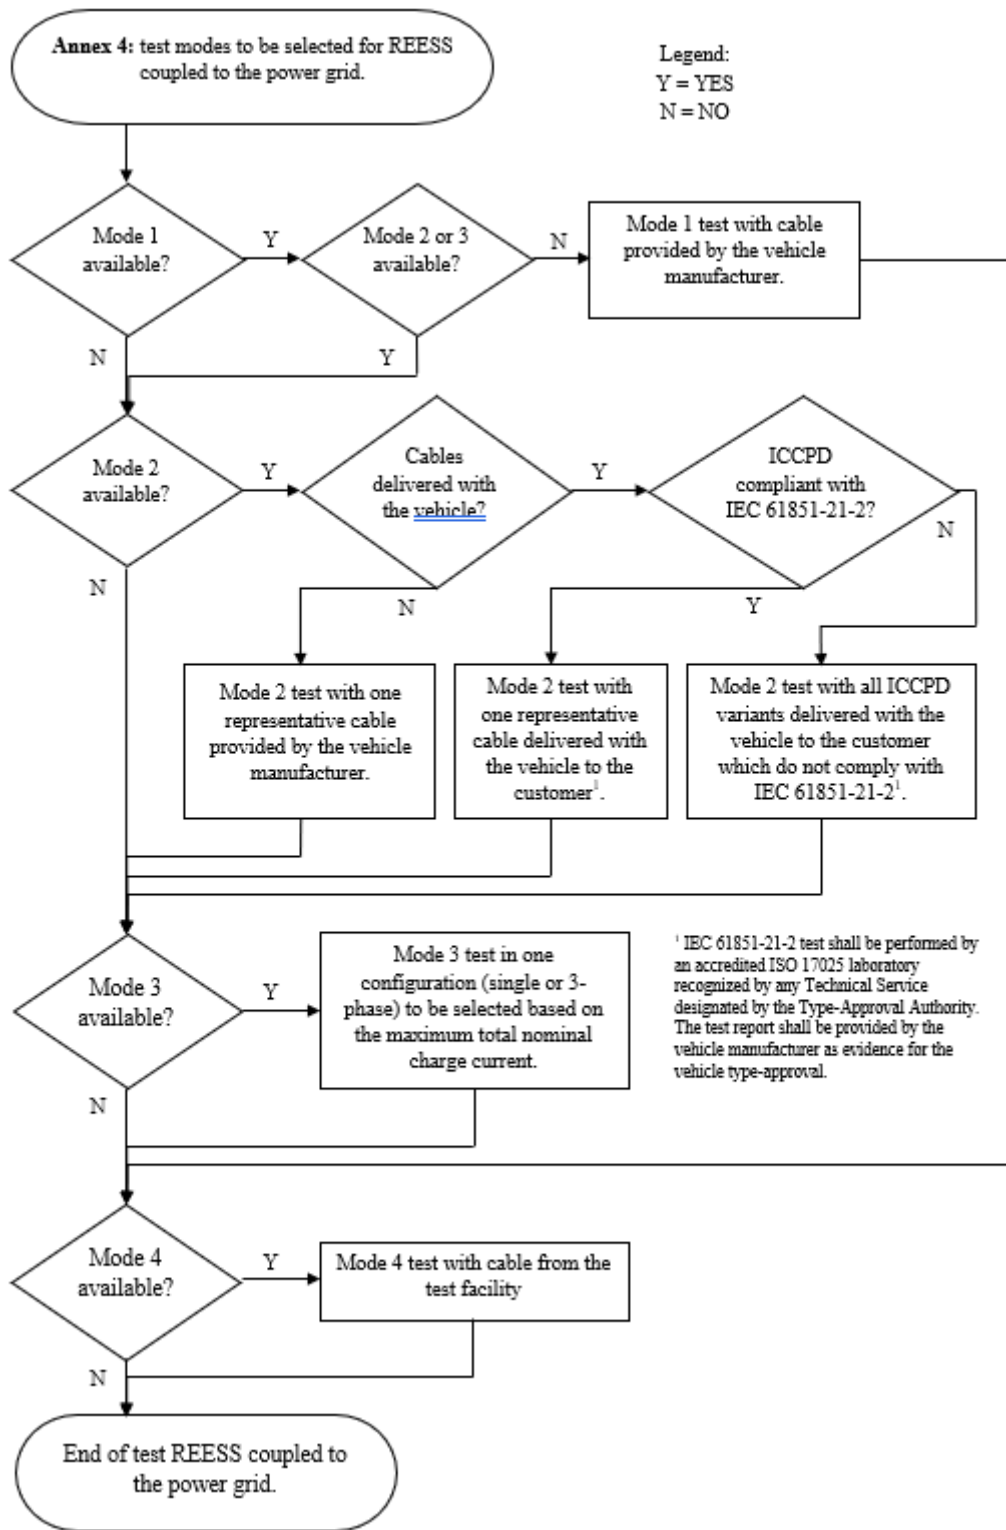 Annex 4: test modes to be selected for REESS
coupled to the power grid.
Legend:
Y = YES
N = NO
Mode 1
available?
Y
Mode 2 or 3
available?
N
Mode 1 test with cable
provided by the vehicle
manufacturer.
N
Y
Mode 2
available?
Y
Cables
delivered with
the vehicle?
Y
ICCPD
compliant with
IEC 61851-21-2?
N
N
N
Y
Mode 2 test with one
representative cable
provided by the vehicle
manufacturer.
Mode 2 test with
one representative
cable delivered with
the vehicle to the
customer¹.
Mode 2 test with all ICCPD
variants delivered with the
vehicle to the customer
which do not comply with
IEC 61851-21-2¹.
Mode 3
available?
Y
Mode 3 test in one
configuration (single or 3-
phase) to be selected based on
the maximum total nominal
charge current.
¹ IEC 61851-21-2 test shall be performed by
an accredited ISO 17025 laboratory
recognized by any Technical Service
designated by the Type-Approval Authority.
The test report shall be provided by the
vehicle manufacturer as evidence for the
vehicle type-approval.
N
Mode 4
available?
Y
Mode 4 test with cable from the
test facility
N
End of test REESS coupled to
the power grid.